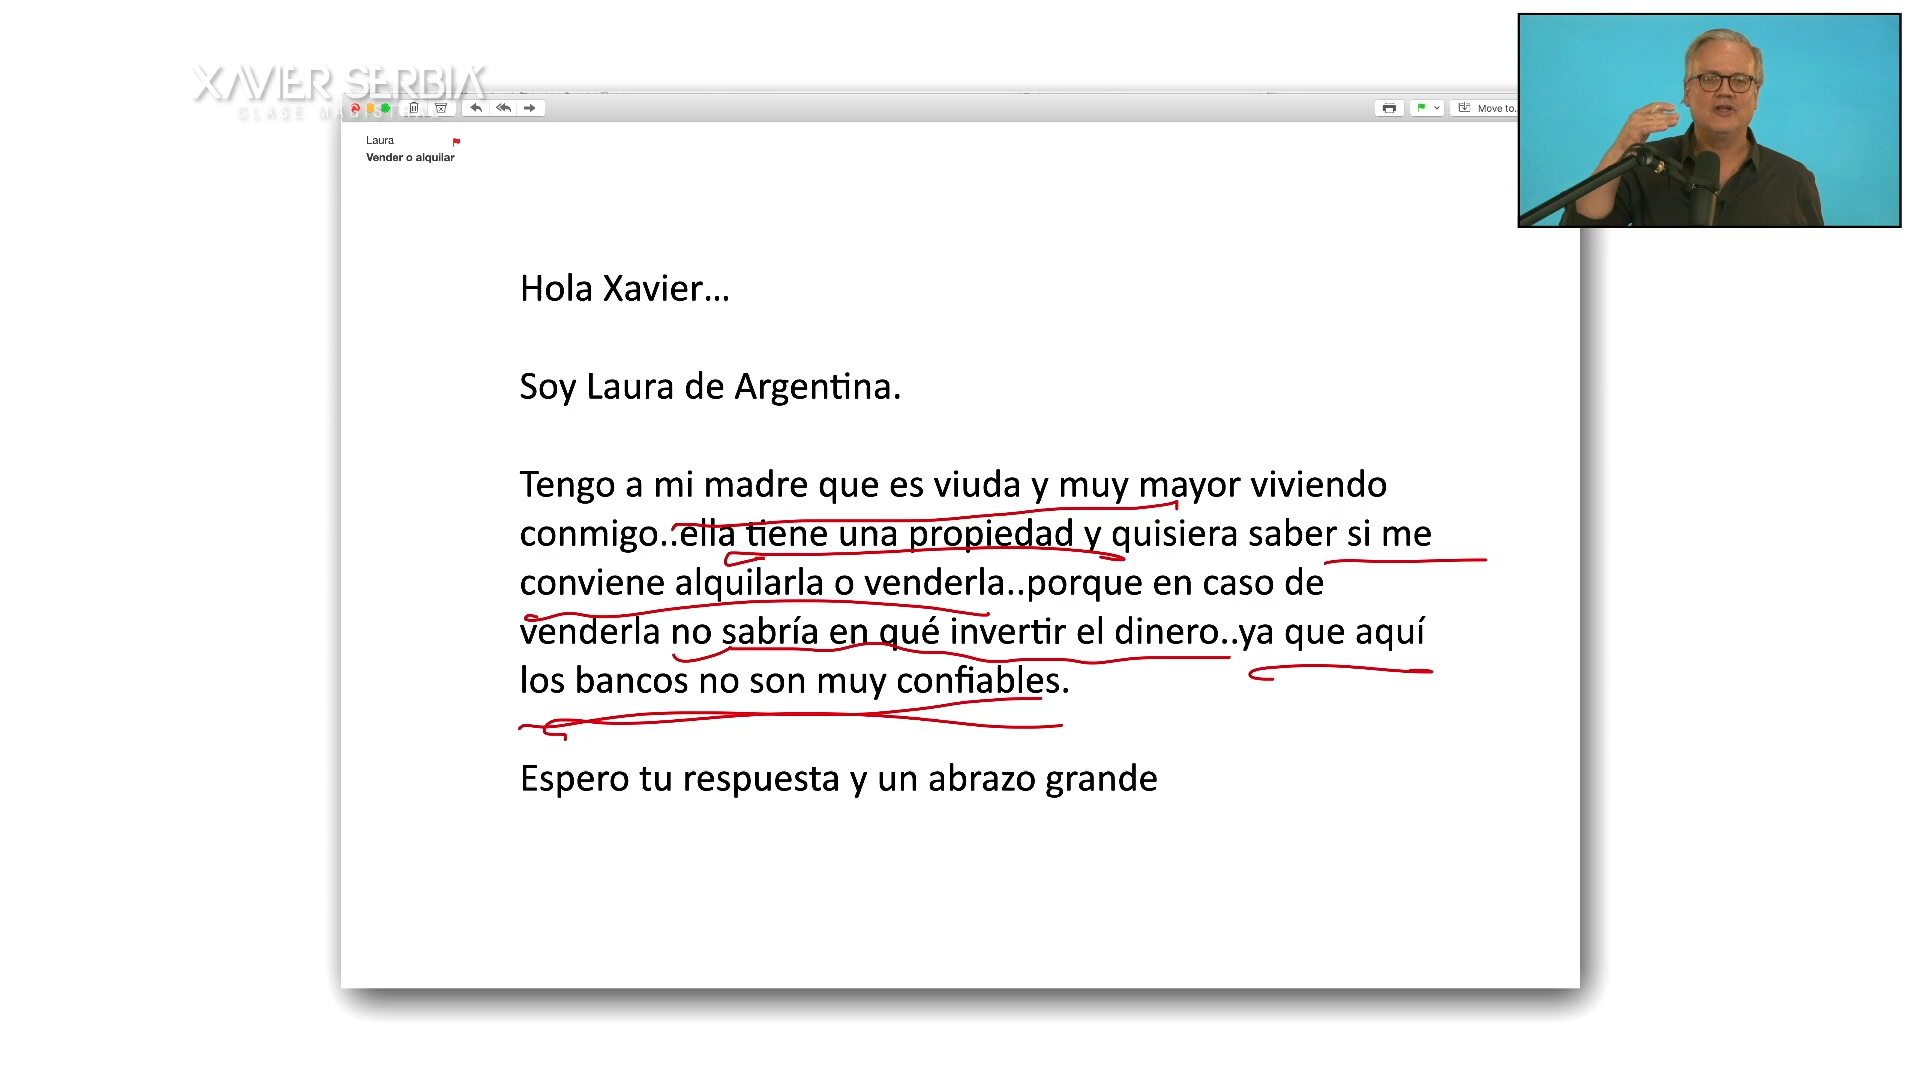 XAVIER SERBIA
CLASE MAGISTRAL
Move to...
Laura
Vender o alquilar
Hola Xavier...
Soy Laura de Argentina.
Tengo a mi madre que es viuda y muy mayor viviendo
conmigo..ella tiene una propiedad y quisiera saber si me
conviene alquilarla o venderla..porque en caso de
venderla no sabría en qué invertir el dinero..ya que aquí
los bancos no son muy confiables.
Espero tu respuesta y un abrazo grande